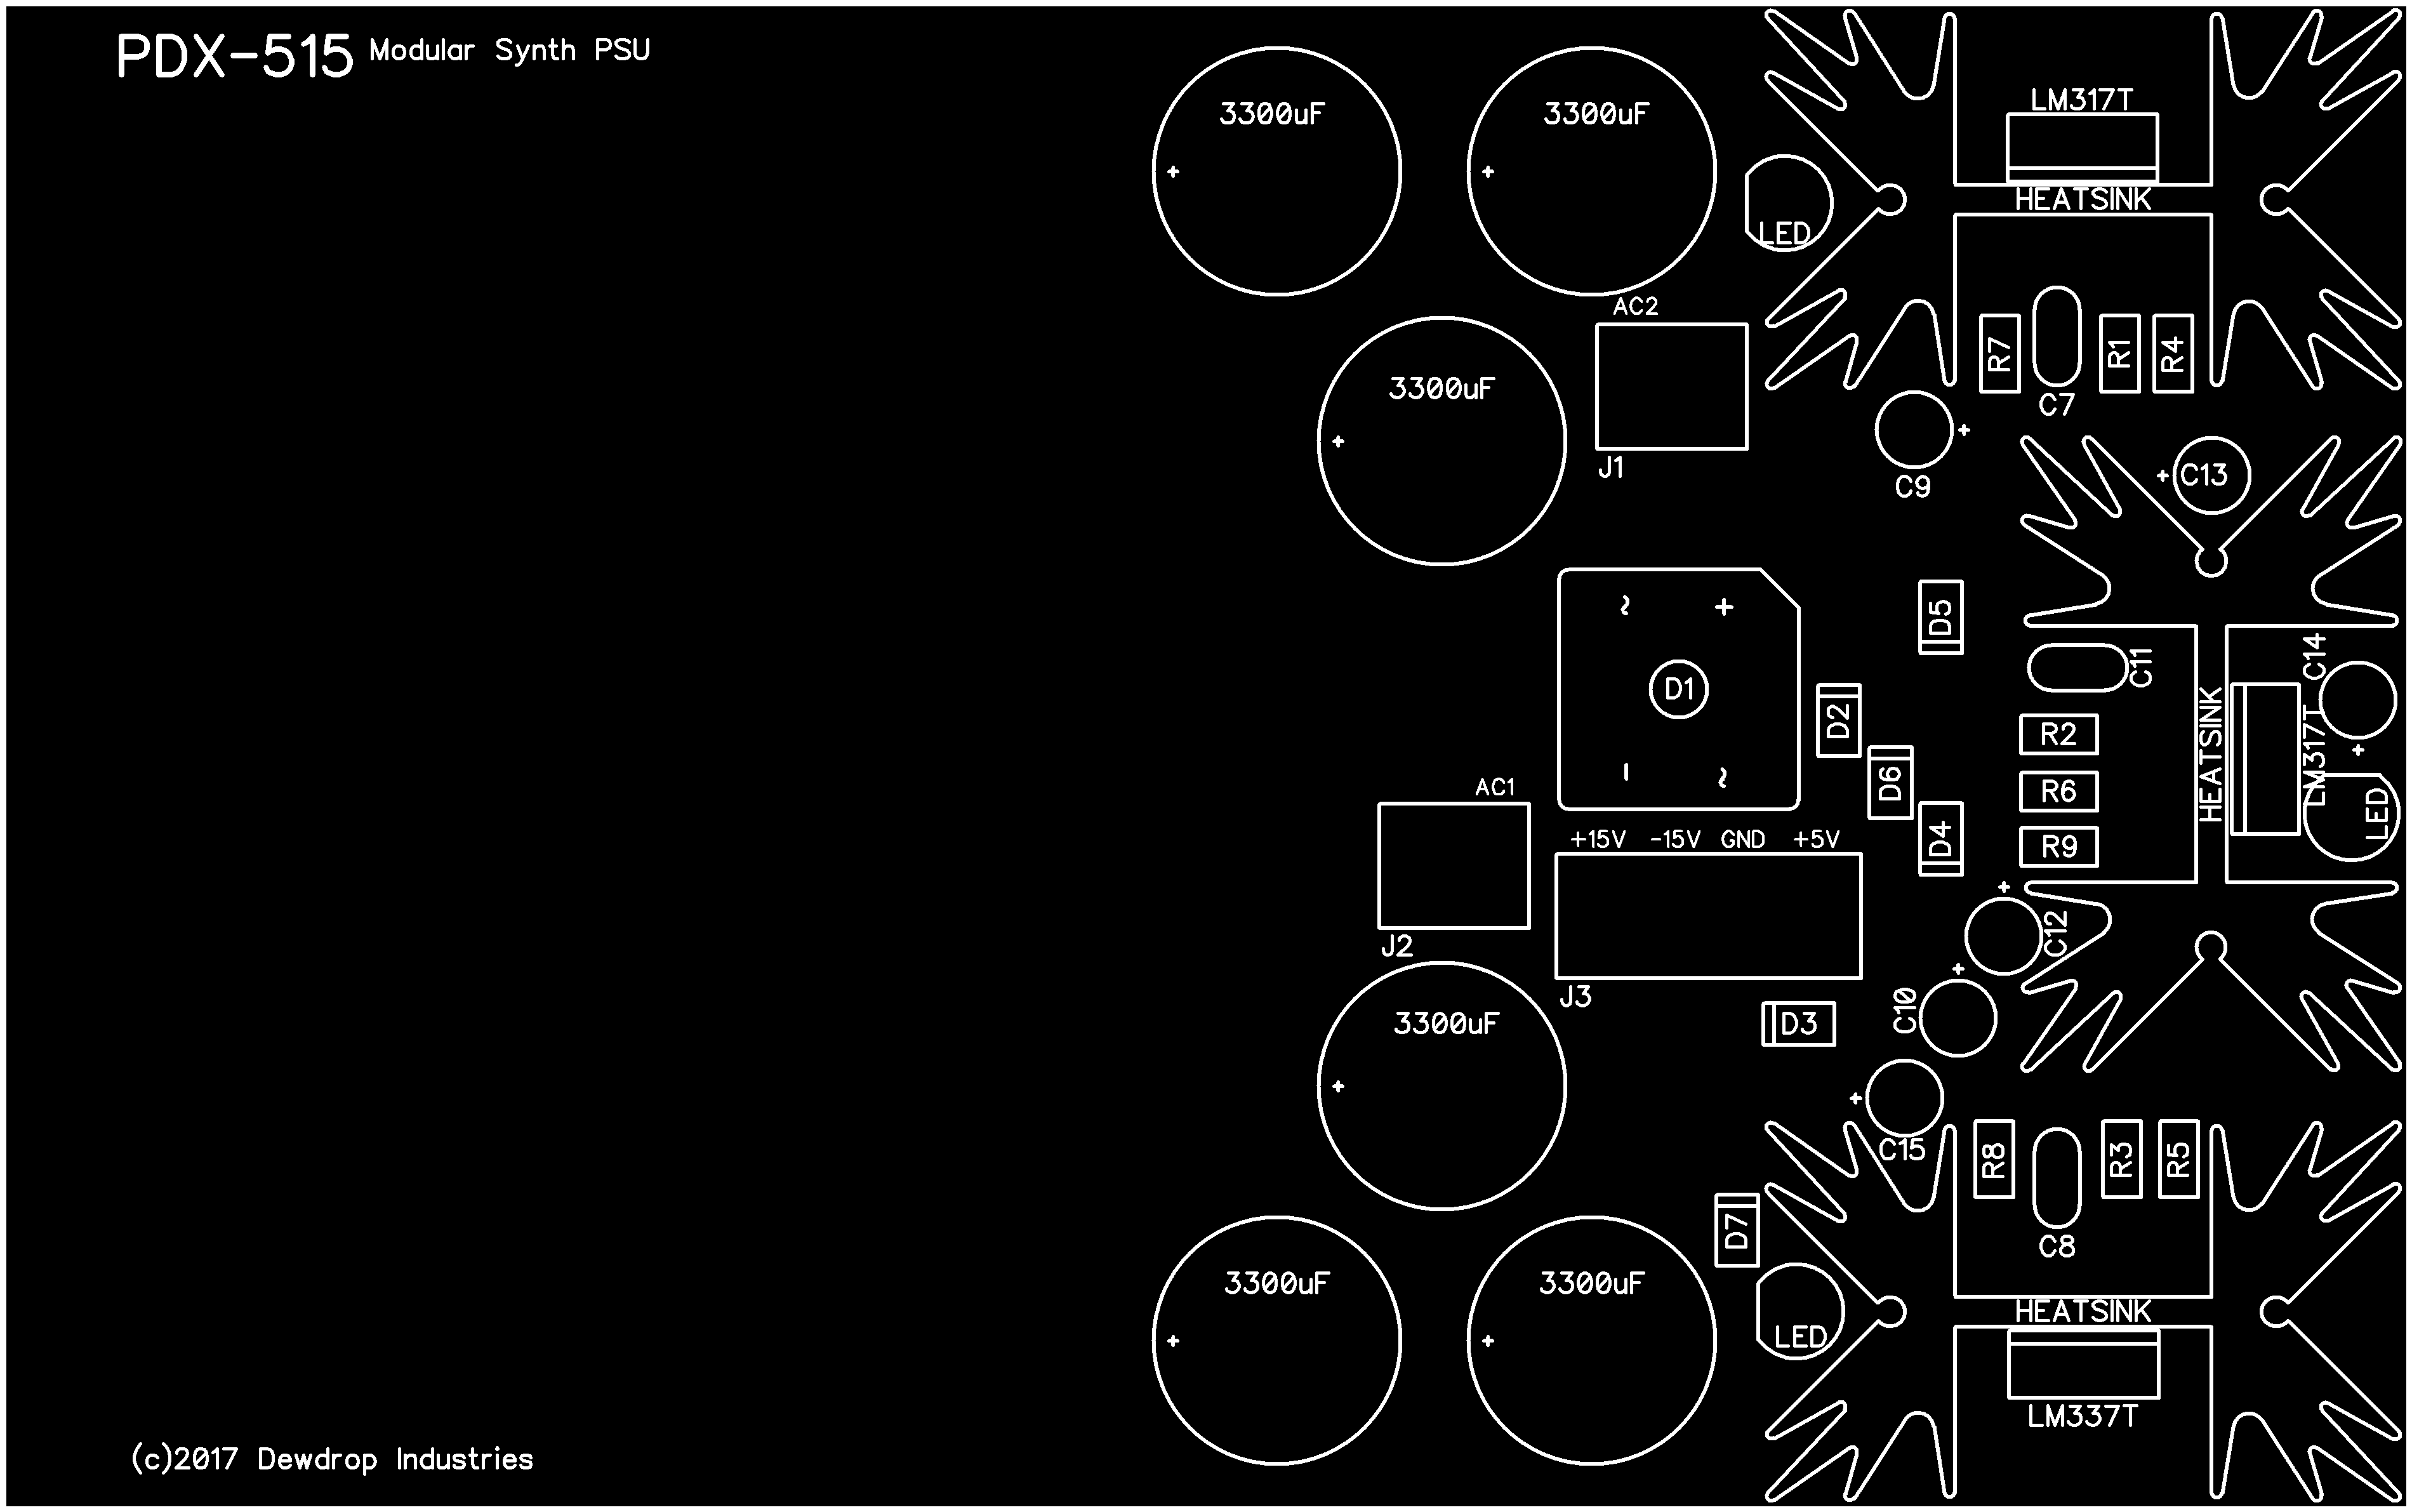 PDX-515 Modular Synth PSU
3300uF 3300uF
LM317T
HEATSINK
LED
AC2
3300uF
J1
R7 R1 R4
C7
C9
C13
D5
C11
C14
D1
D2
R2
HEATSINK
LM317T
D6
R6
LED
AC1
D4
R9
+15V -15V GND +5V
J2
C12
J3
C10
3300uF
D3
C15
R8 R3 R5
D7
C8
3300uF 3300uF
LED
HEATSINK
LM337T
(c)2017 Dewdrop Industries